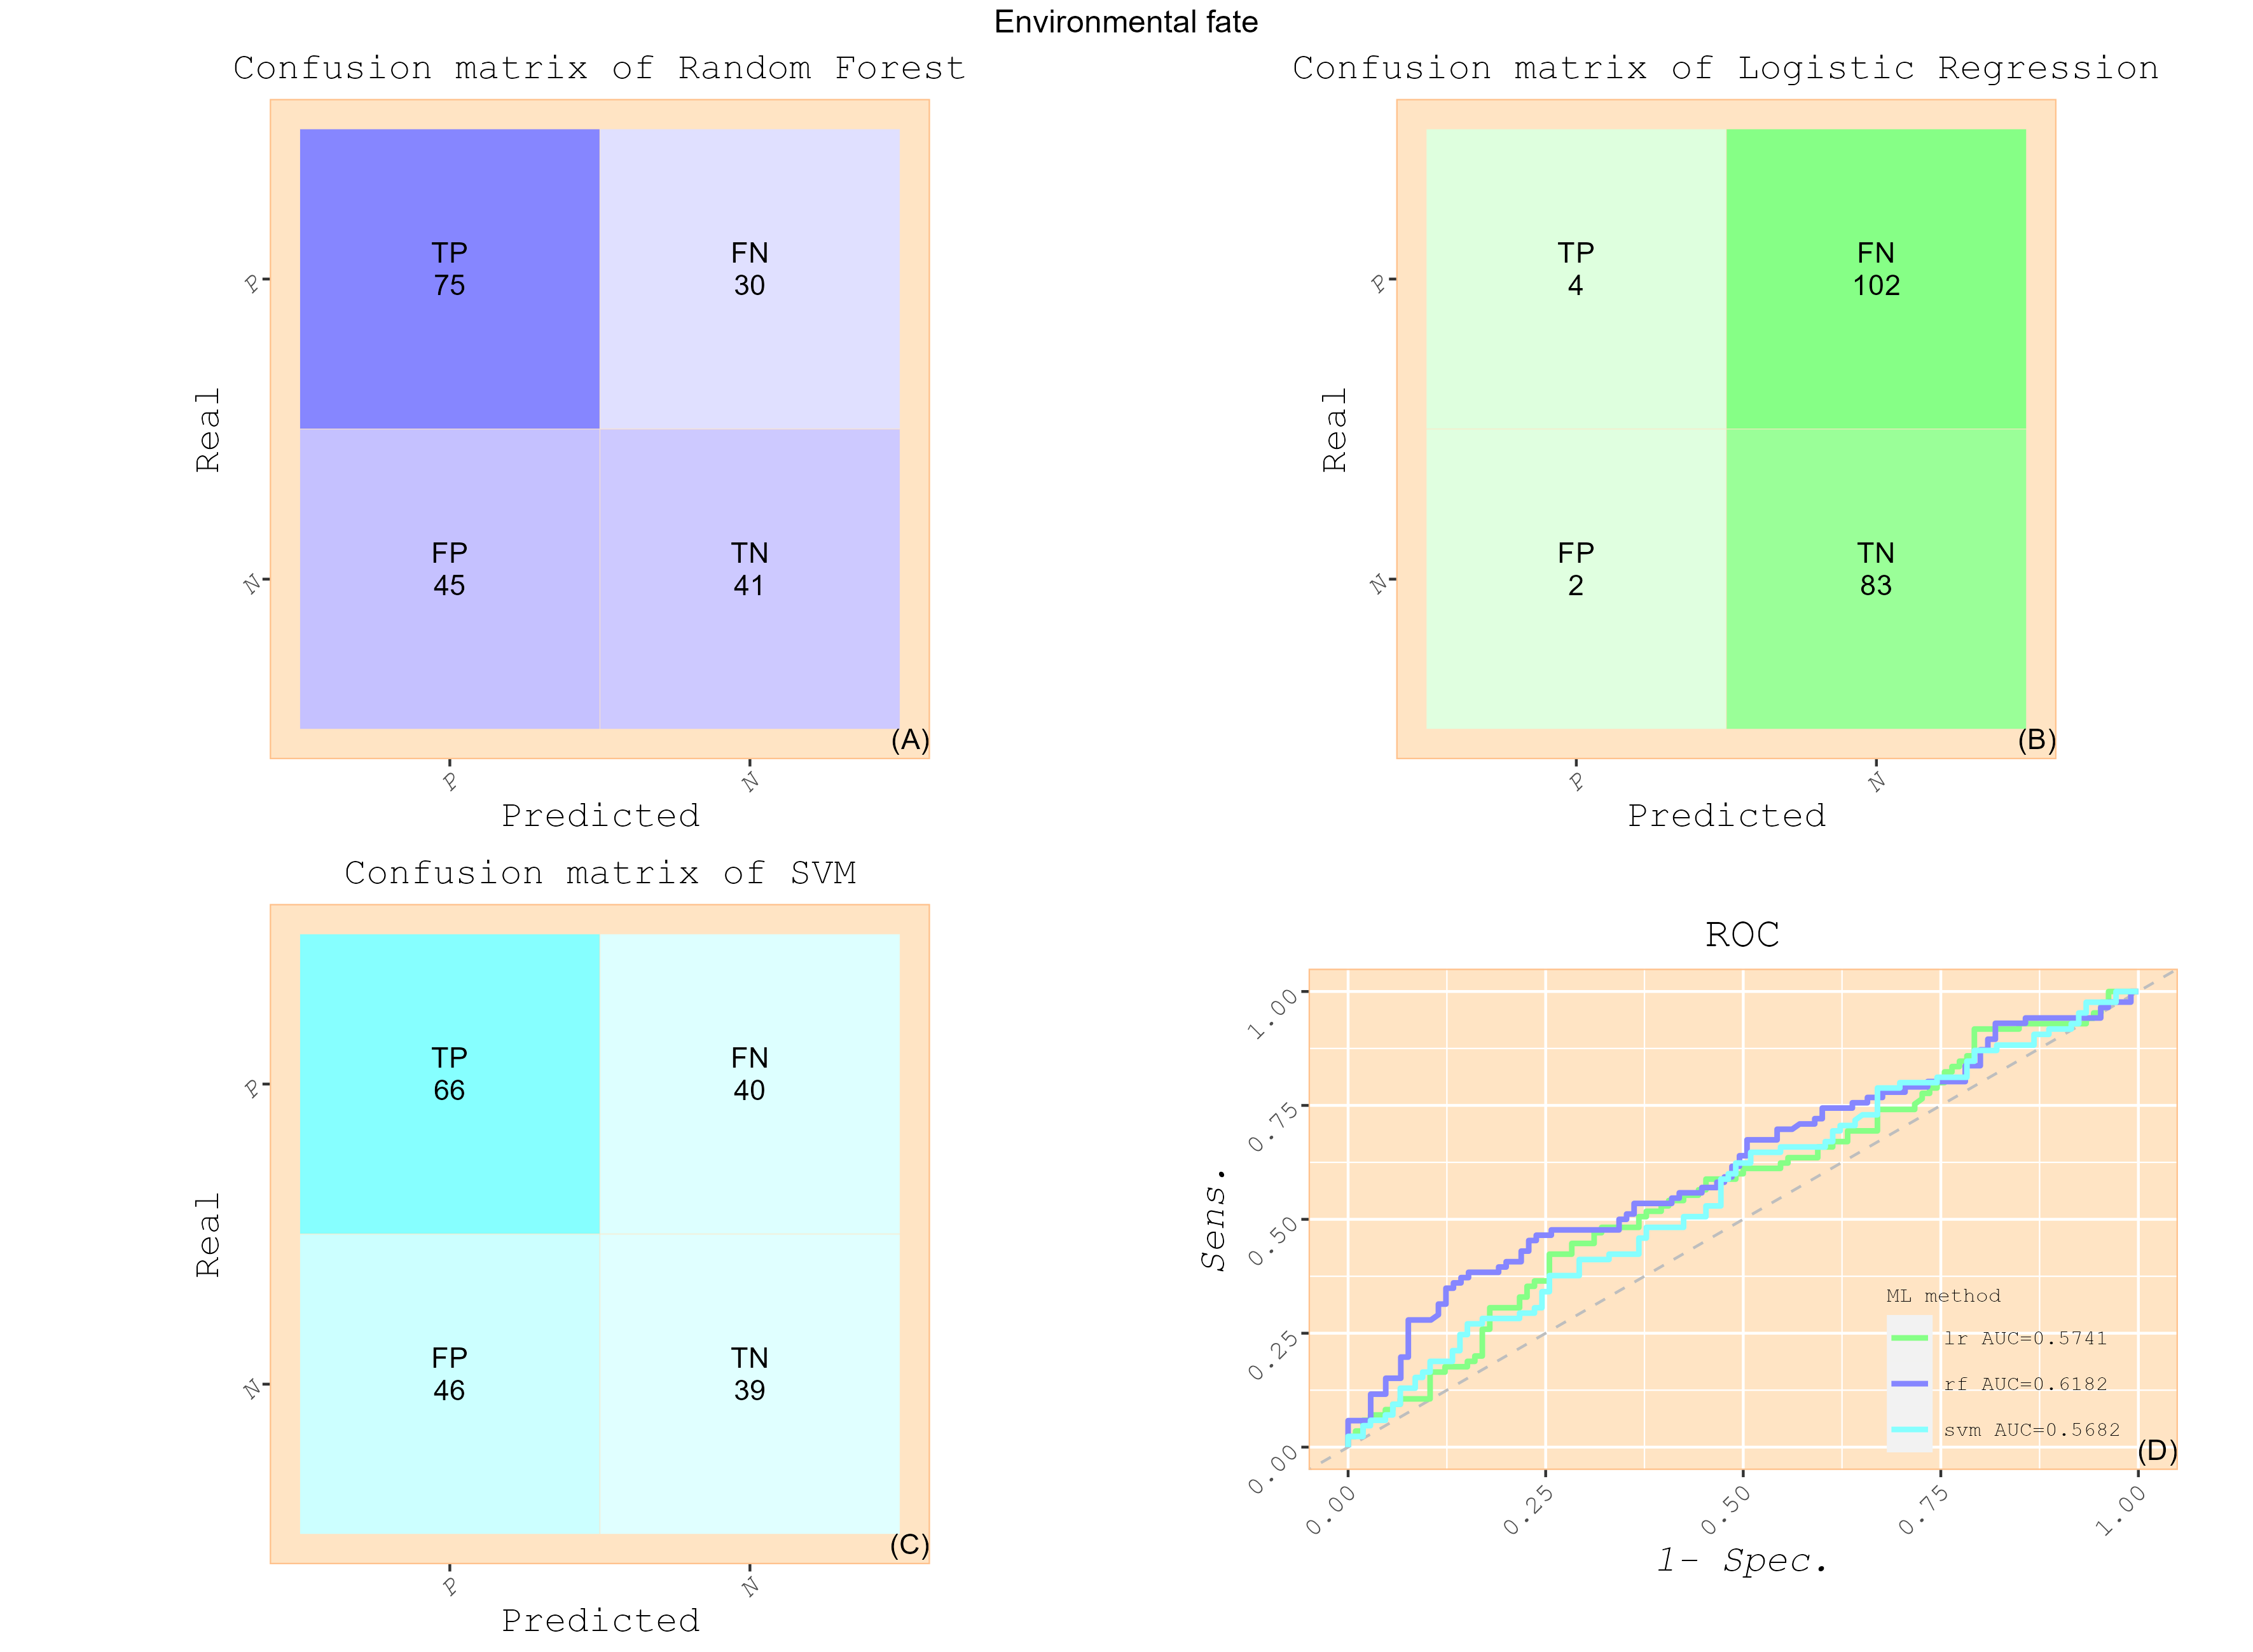 Environmental fate
Confusion matrix of Random Forest
TP
75
FN
30
FP
45
TN
41
P
N
Real
P
N
Predicted
(A)
Confusion matrix of Logistic Regression
TP
4
FN
102
FP
2
TN
83
P
N
Real
P
N
Predicted
(B)
Confusion matrix of SVM
TP
66
FN
40
FP
46
TN
39
P
N
Real
P
N
Predicted
(C)
ROC
1.00
0.75
0.50
0.25
0.00
Sens.
ML method
lr AUC=0.5741
rf AUC=0.6182
svm AUC=0.5682
(D)
0.00
0.25
0.50
0.75
1.00
1- Spec.